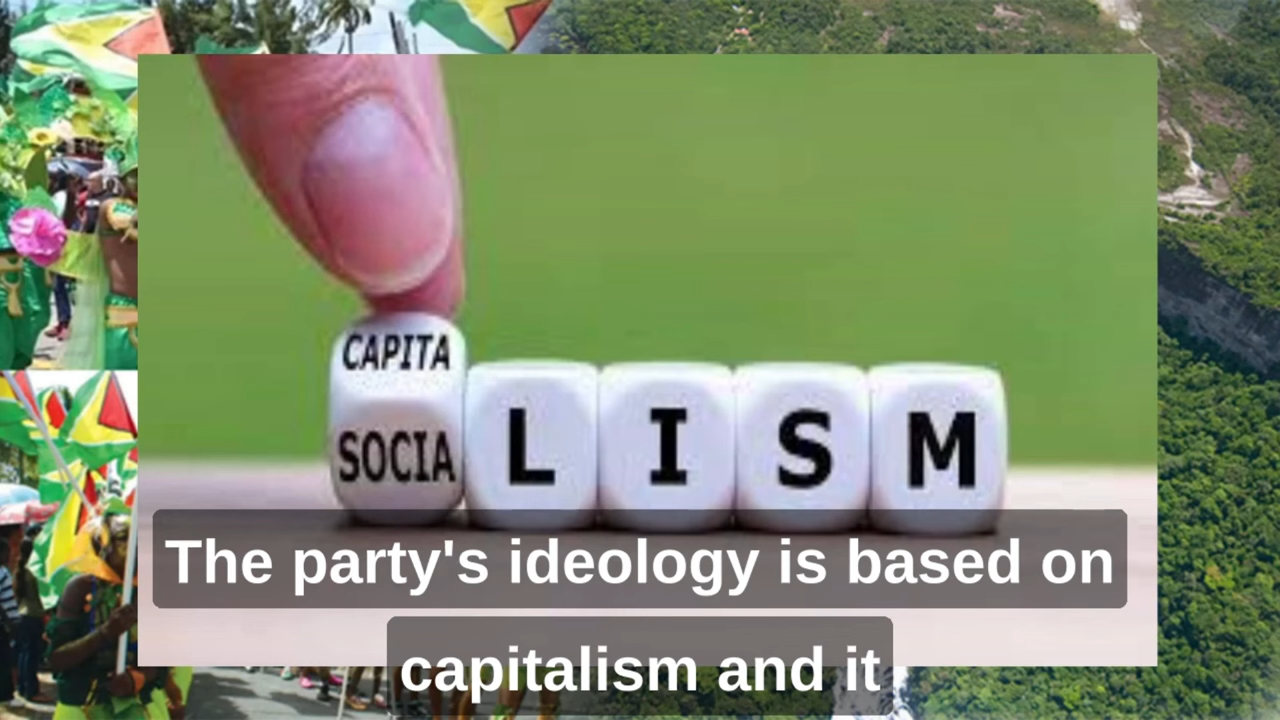 CAPITA
SOCIA L I S M
The party's ideology is based on
capitalism and it